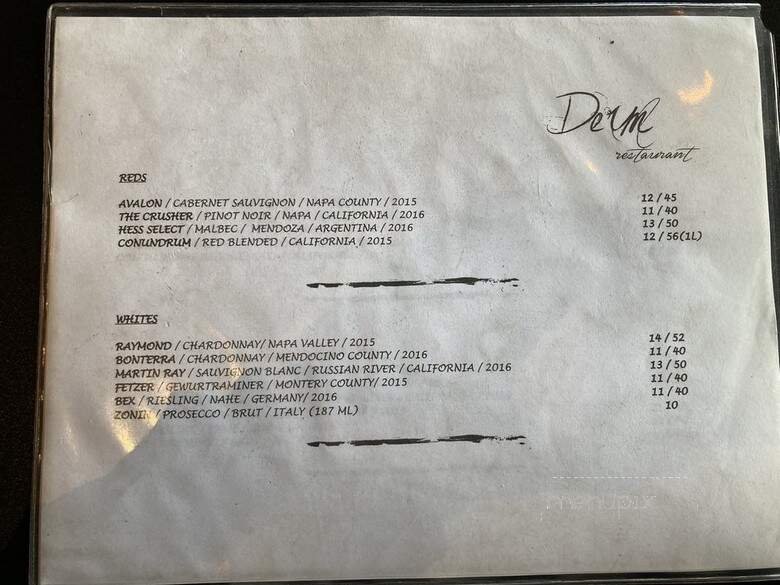 Derm
restaurant
REDS
AVALON / CABERNET SAUVIGNON / NAPA COUNTY / 2015 12 / 45
THE CRUSHER / PINOT NOIR / NAPA / CALIFORNIA / 2016 11 / 40
HESS SELECT / MALBEC / MENDOZA / ARGENTINA / 2016 13 / 50
CONUNDRUM / RED BLENDED / CALIFORNIA / 2015 12 / 56(1L)
WHITES
RAYMOND / CHARDONNAY/ NAPA VALLEY / 2015 14 / 52
BONTERRA / CHARDONNAY / MENDOCINO COUNTY / 2016 11 / 40
MARTIN RAY / SAUVIGNON BLANC / RUSSIAN RIVER / CALIFORNIA / 2016 13 / 50
FETZER / GEWURTRAMINER / MONTERY COUNTY/ 2015 11 / 40
BEX / RIESLING / NAHE / GERMANY/ 2016 11 / 40
ZONIN / PROSECCO / BRUT / ITALY (187 ML) 10
menupix